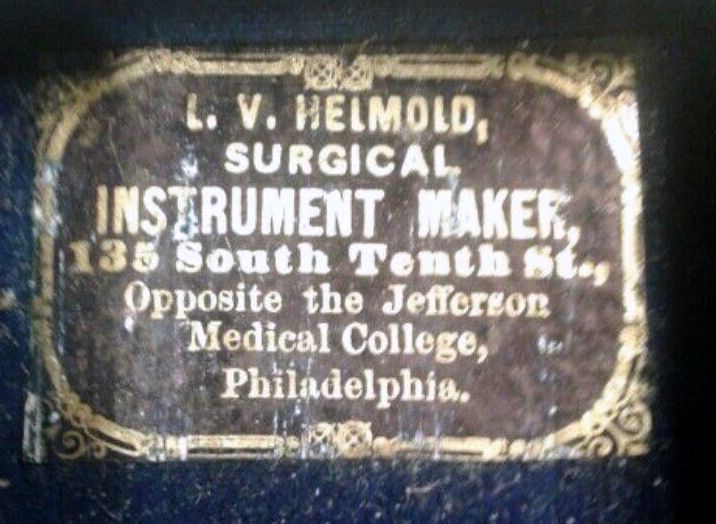 L. V. HELMOLD,
SURGICAL
INSTRUMENT MAKER,
135 South Tenth St.,
Opposite the Jefferson
Medical College,
Philadelphia.